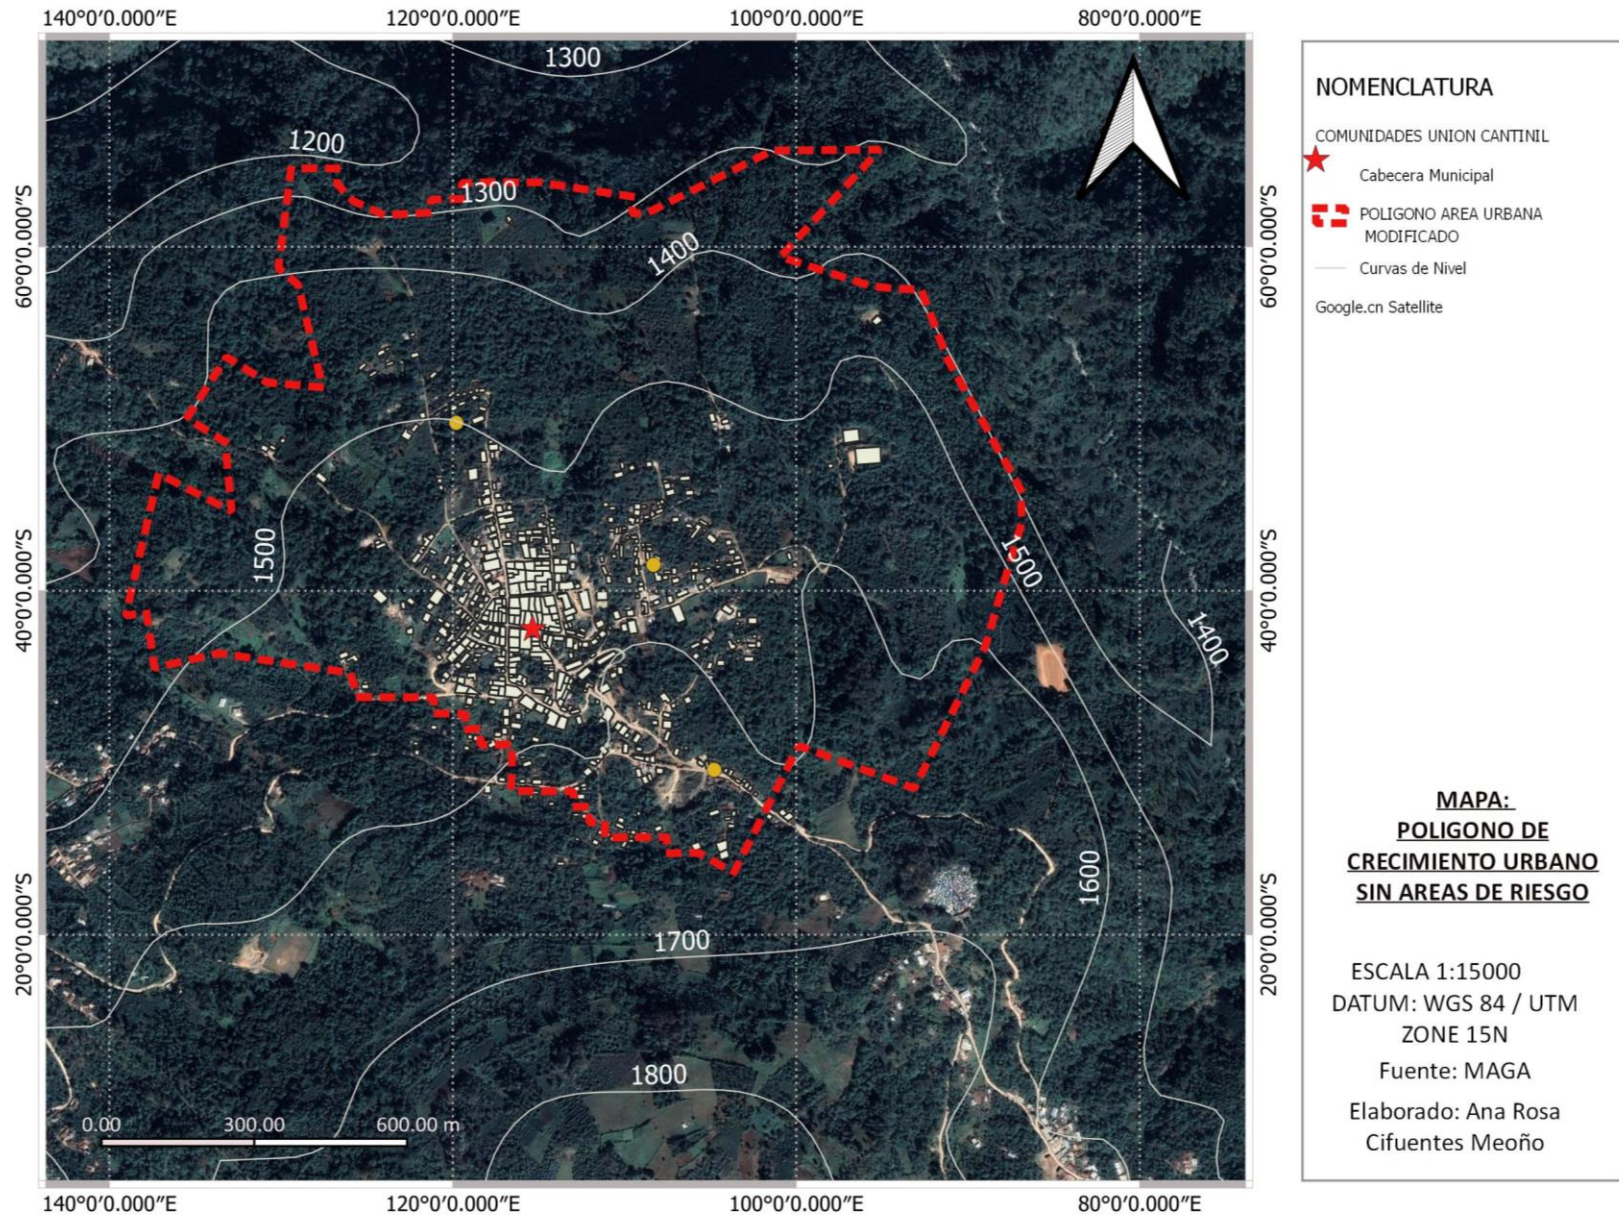 140°0′0.000″E 120°0′0.000″E 100°0′0.000″E 80°0′0.000″E
1300
1200
1300
1400
60°0′0.000″S
60°0′0.000″S
1500
1500
40°0′0.000″S
40°0′0.000″S
1400
1600
20°0′0.000″S
20°0′0.000″S
1700
1800
0.00 300.00 600.00 m
140°0′0.000″E 120°0′0.000″E 100°0′0.000″E 80°0′0.000″E
NOMENCLATURA
COMUNIDADES UNION CANTINIL
Cabecera Municipal
POLIGONO AREA URBANA
MODIFICADO
Curvas de Nivel
Google.cn Satellite
MAPA:
POLIGONO DE
CRECIMIENTO URBANO
SIN AREAS DE RIESGO
ESCALA 1:15000
DATUM: WGS 84 / UTM
ZONE 15N
Fuente: MAGA
Elaborado: Ana Rosa
Cifuentes Meoño